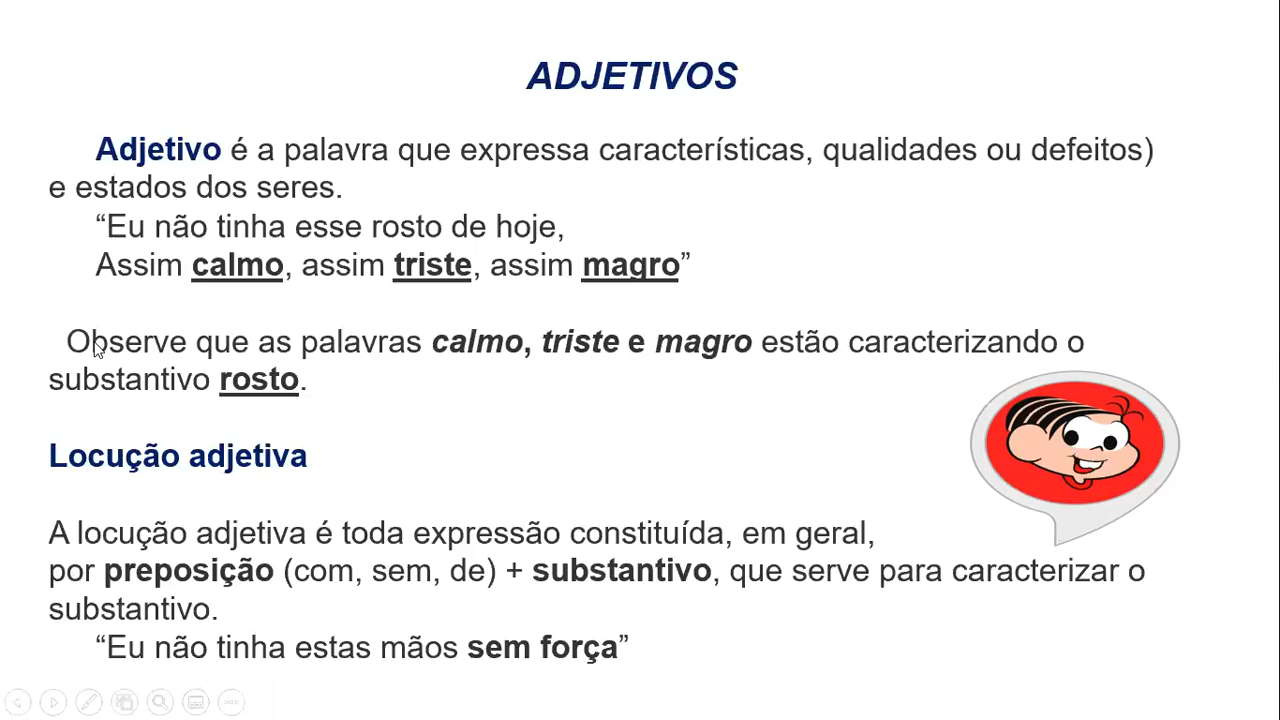 ADJETIVOS
Adjetivo é a palavra que expressa características, qualidades ou defeitos)
e estados dos seres.
“Eu não tinha esse rosto de hoje,
Assim calmo, assim triste, assim magro”
Observe que as palavras calmo, triste e magro estão caracterizando o
substantivo rosto.
Locução adjetiva
A locução adjetiva é toda expressão constituída, em geral,
por preposição (com, sem, de) + substantivo, que serve para caracterizar o
substantivo.
“Eu não tinha estas mãos sem força”